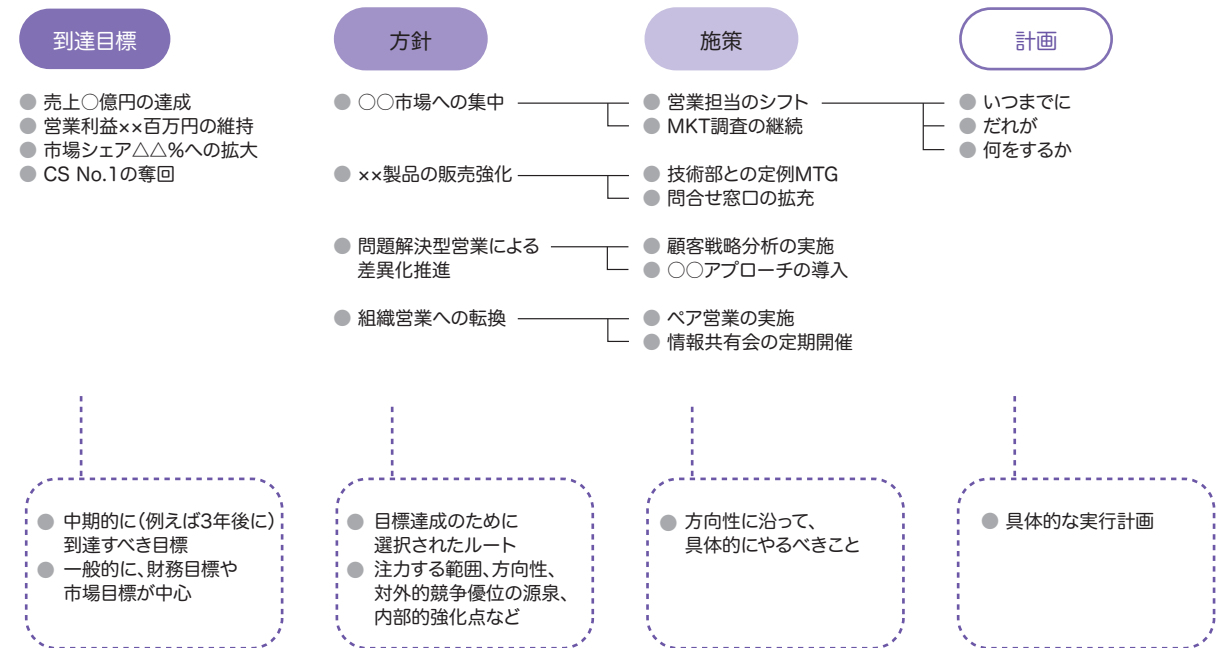 到達目標
方針
施策
計画
● 売上○億円の達成
● 営業利益××百万円の維持
● 市場シェア△△%への拡大
● CS No.1の奪回
● ○○市場への集中
● ××製品の販売強化
● 問題解決型営業による
差異化推進
● 組織営業への転換
● 営業担当のシフト
● MKT調査の継続
● 技術部との定例MTG
● 問合せ窓口の拡充
● 顧客戦略分析の実施
● ○○アプローチの導入
● ペア営業の実施
● 情報共有会の定期開催
● いつまでに
● だれが
● 何をするか
● 中期的に(例えば3年後に)
到達すべき目標
● 一般的に、財務目標や
市場目標が中心
● 目標達成のために
選択されたルート
● 注力する範囲、方向性、
対外的競争優位の源泉、
内部的強化点など
● 方向性に沿って、
具体的にやるべきこと
● 具体的な実行計画